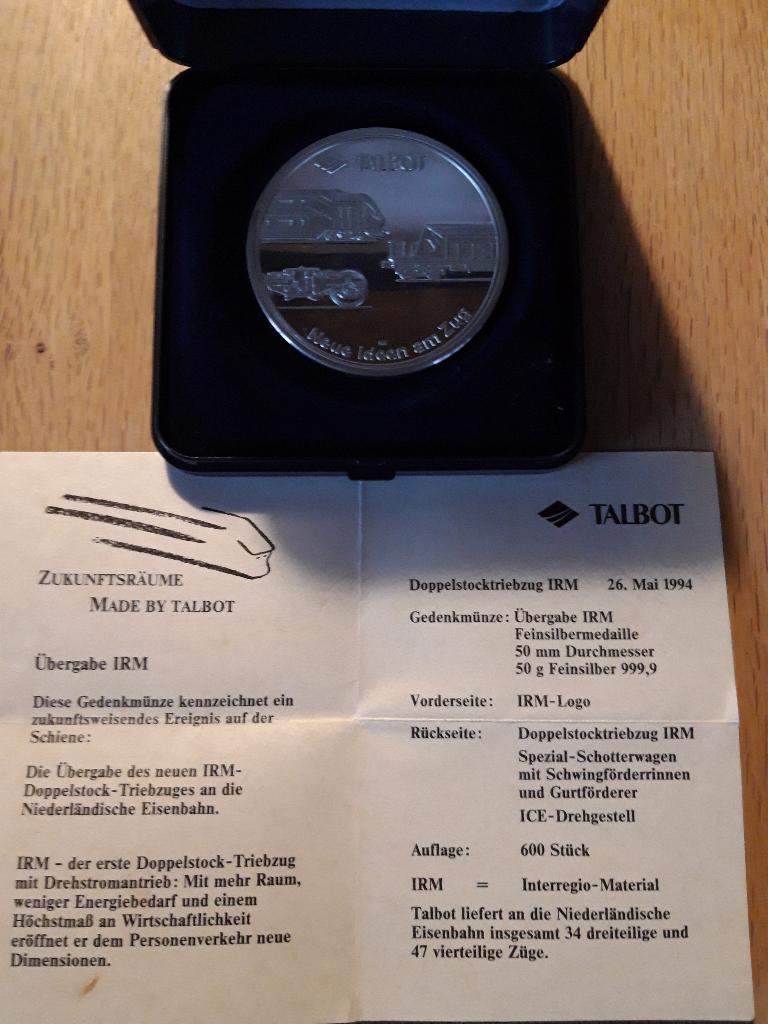 TALBOT
Neue Ideen am Zug
ZUKUNFTSRÄUME
MADE BY TALBOT
Übergabe IRM
Diese Gedenkmünze kennzeichnet ein
zukunftsweisendes Ereignis auf der
Schiene:
Die Übergabe des neuen IRM-
Doppelstock-Triebzuges an die
Niederländische Eisenbahn.
IRM - der erste Doppelstock-Triebzug
mit Drehstromantrieb: Mit mehr Raum,
weniger Energiebedarf und einem
Höchstmaß an Wirtschaftlichkeit
eröffnet er dem Personenverkehr neue
Dimensionen.
TALBOT
Doppelstocktriebzug IRM 26. Mai 1994
Gedenkmünze: Übergabe IRM
Feinsilbermedaille
50 mm Durchmesser
50 g Feinsilber 999,9
Vorderseite: IRM-Logo
Rückseite: Doppelstocktriebzug IRM
Spezial-Schotterwagen
mit Schwingförderrinnen
und Gurtförderer
ICE-Drehgestell
Auflage: 600 Stück
IRM = Interregio-Material
Talbot liefert an die Niederländische
Eisenbahn insgesamt 34 dreiteilige und
47 vierteilige Züge.